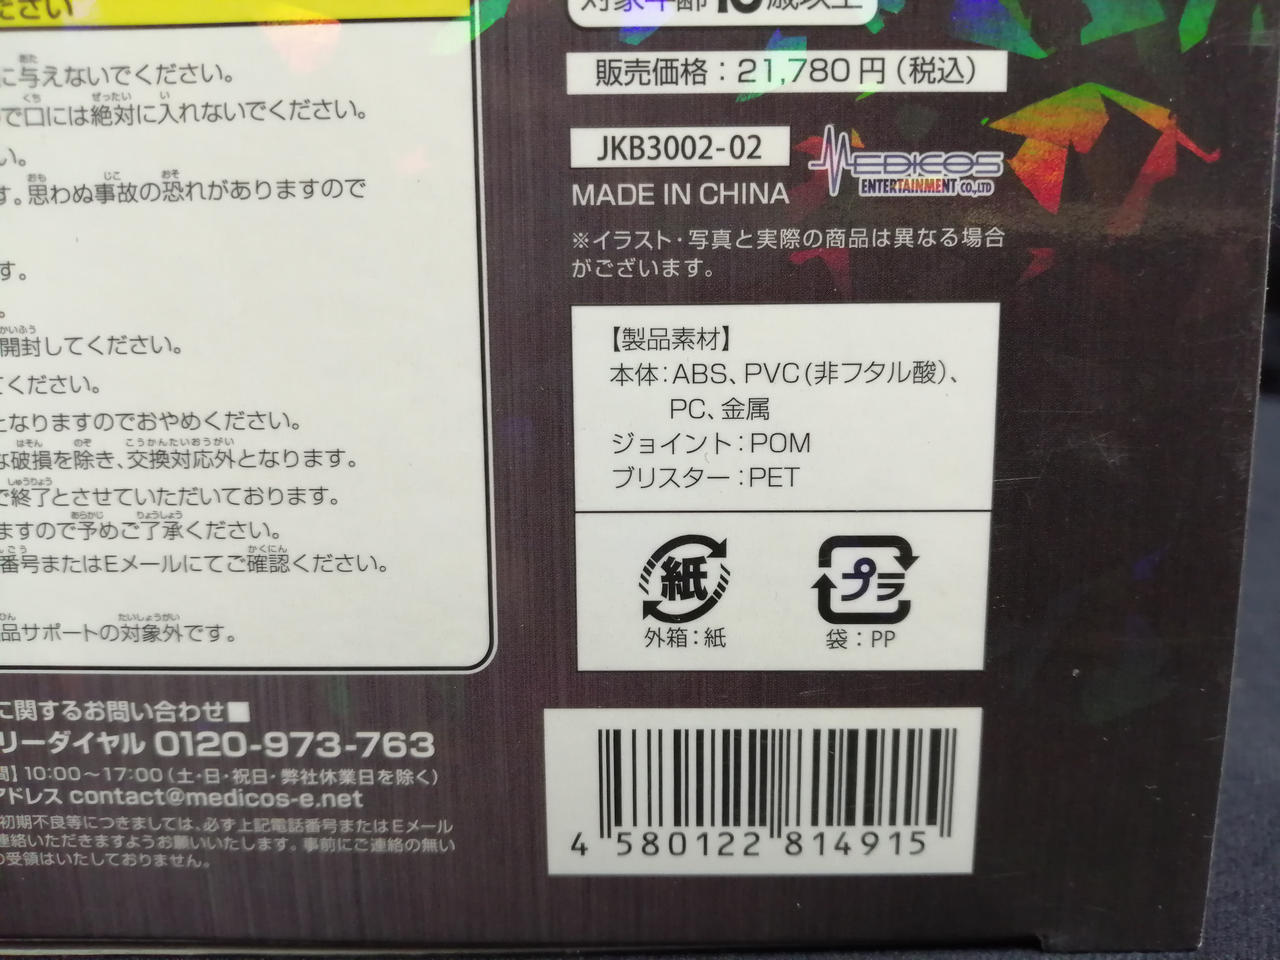 ださい
に与えないでください。
ので口には絶対に入れないでください。
い。
す。思わぬ事故の恐れがありますので
す。
。
開封してください。
てください。
となりますのでおやめください。
な破損を除き、交換対応外となります。
で終了とさせていただいております。
ますので予めご了承ください。
番号またはEメールにてご確認ください。
品サポートの対象外です。
に関するお問い合わせ■
リーダイヤル 0120-973-763
間】10:00〜17:00(土・日・祝日・弊社休業日を除く)
アドレス contact@medicos-e.net
初期不良等につきましては、必ず上記電話番号またはEメール
連絡いただきますようお願いいたします。事前にご連絡の無い
の受領はいたしておりません。
対象年齢15歳以上
販売価格:21,780円(税込)
JKB3002-02
MEDICOS
ENTERTAINMENT CO.,LTD
MADE IN CHINA
※イラスト・写真と実際の商品は異なる場合
がございます。
【製品素材】
本体:ABS、PVC(非フタル酸)、
PC、金属
ジョイント:POM
ブリスター:PET
紙
プラ
外箱:紙
袋:PP
4 580122 814915